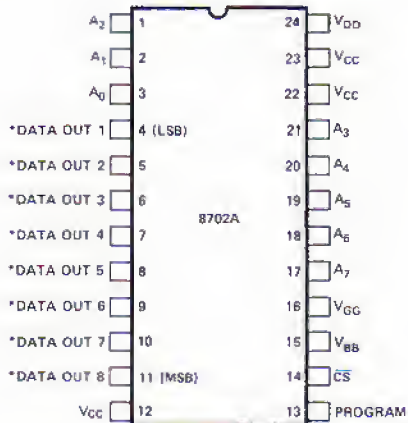 A₂ 1 24 VDD
A₁ 2 23 VCC
A₀ 3 22 VCC
*DATA OUT 1 4 (LSB) 21 A₃
*DATA OUT 2 5 20 A₄
*DATA OUT 3 6 19 A₅
8702A
*DATA OUT 4 7 18 A₆
*DATA OUT 5 8 17 A₇
*DATA OUT 6 9 16 VGG
*DATA OUT 7 10 15 VBB
*DATA OUT 8 11 (MSB) 14 C̅S̅
VCC 12 13 PROGRAM